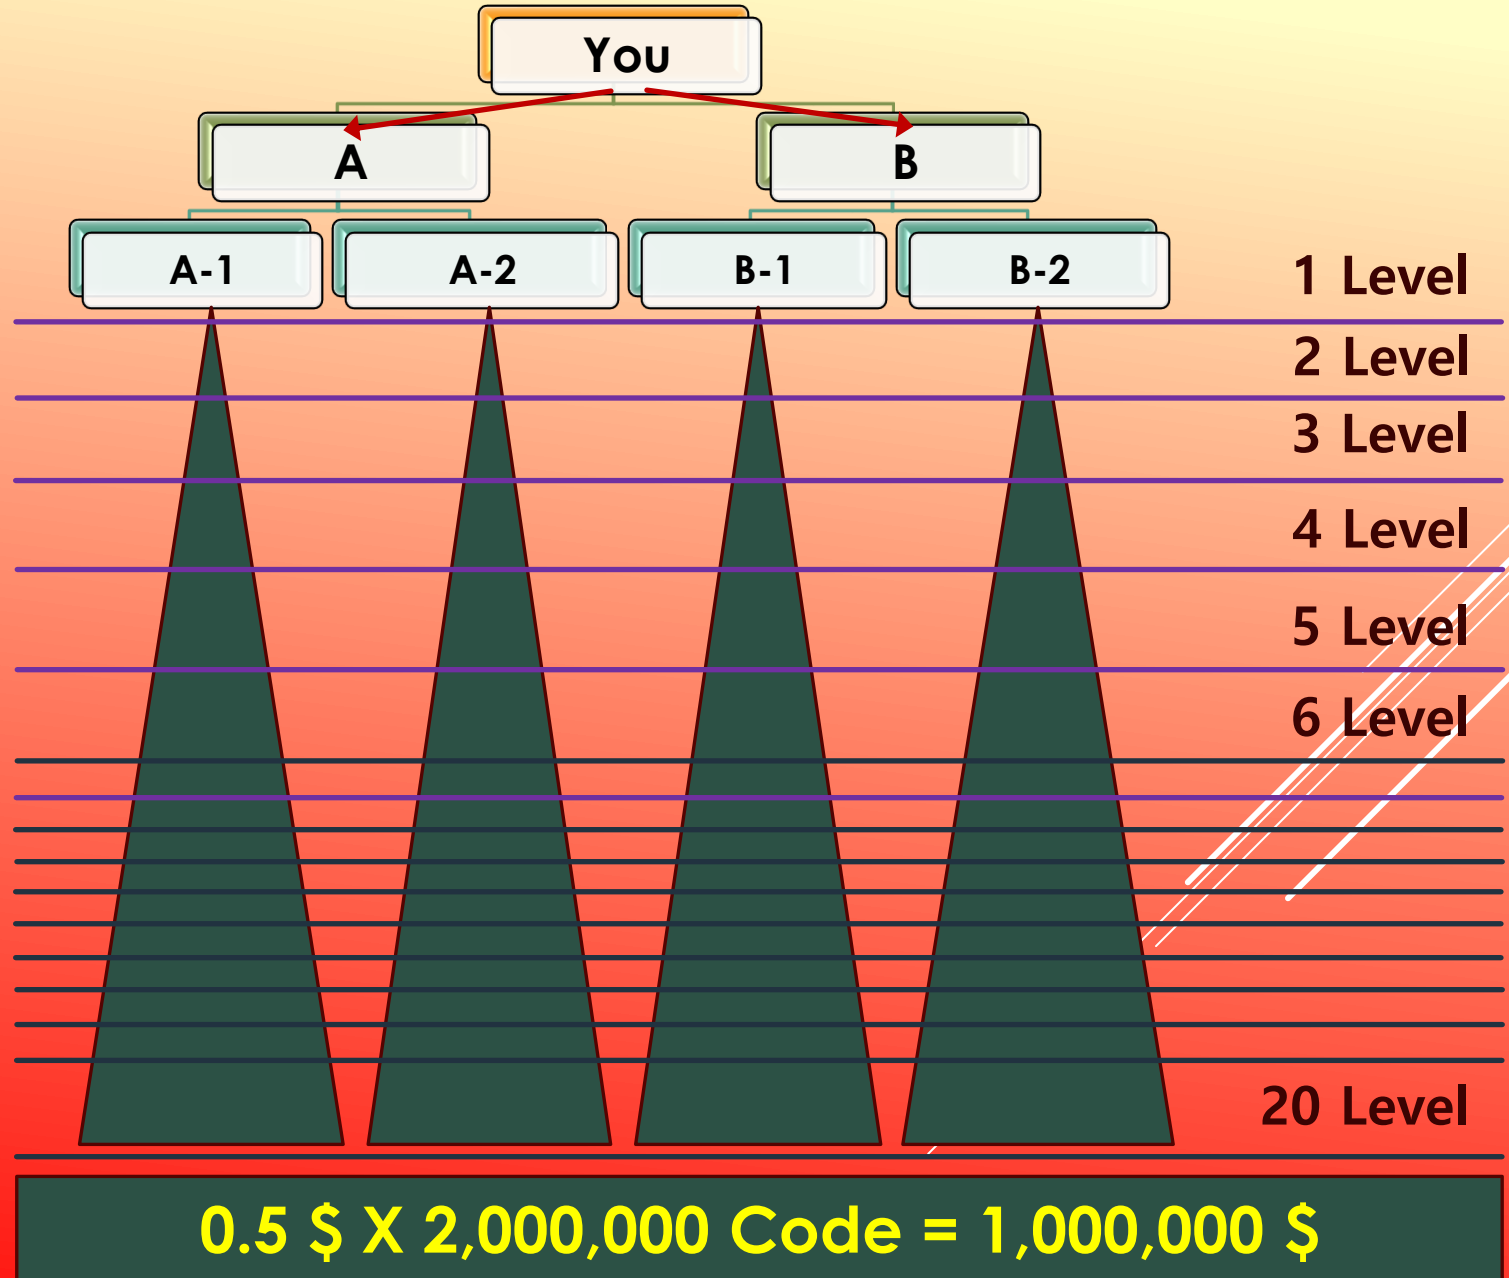 You
A
B
A-1
A-2
B-1
B-2
1 Level
2 Level
3 Level
4 Level
5 Level
6 Level
20 Level
0.5 $ X 2,000,000 Code = 1,000,000 $